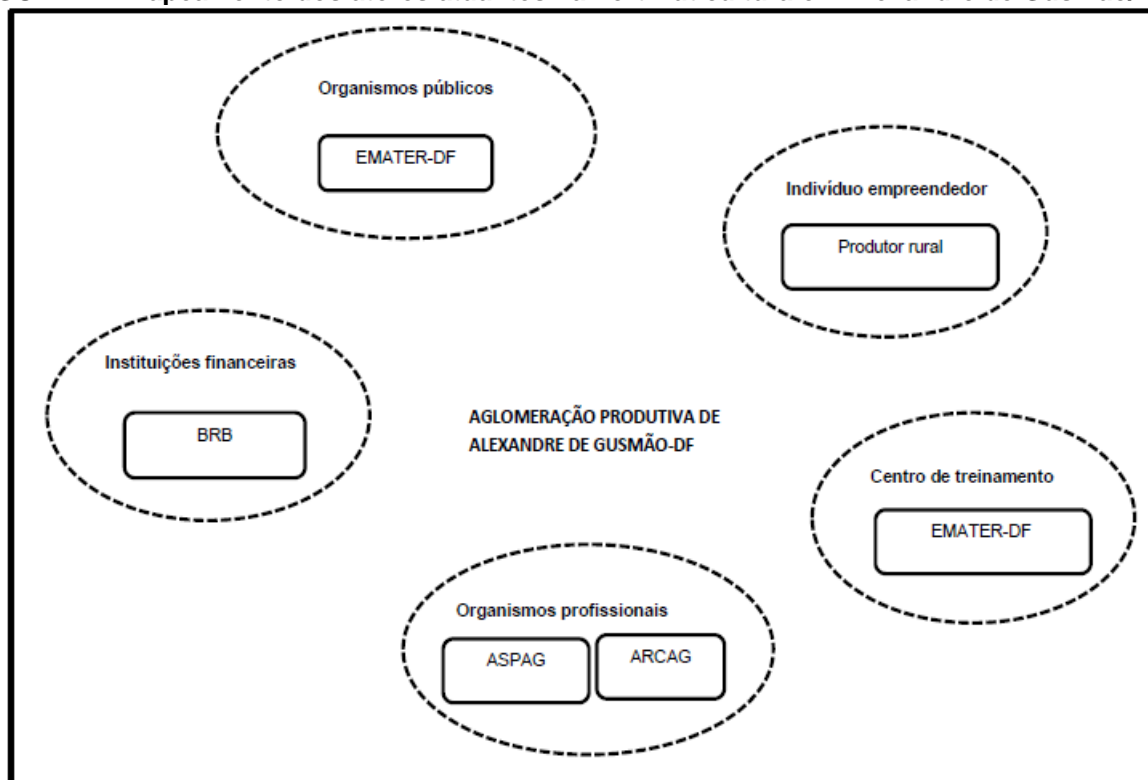 Organismos públicos
EMATER-DF
Indivíduo empreendedor
Produtor rural
Instituições financeiras
BRB
AGLOMERAÇÃO PRODUTIVA DE
ALEXANDRE DE GUSMÃO-DF
Centro de treinamento
EMATER-DF
Organismos profissionais
ASPAG
ARCAG